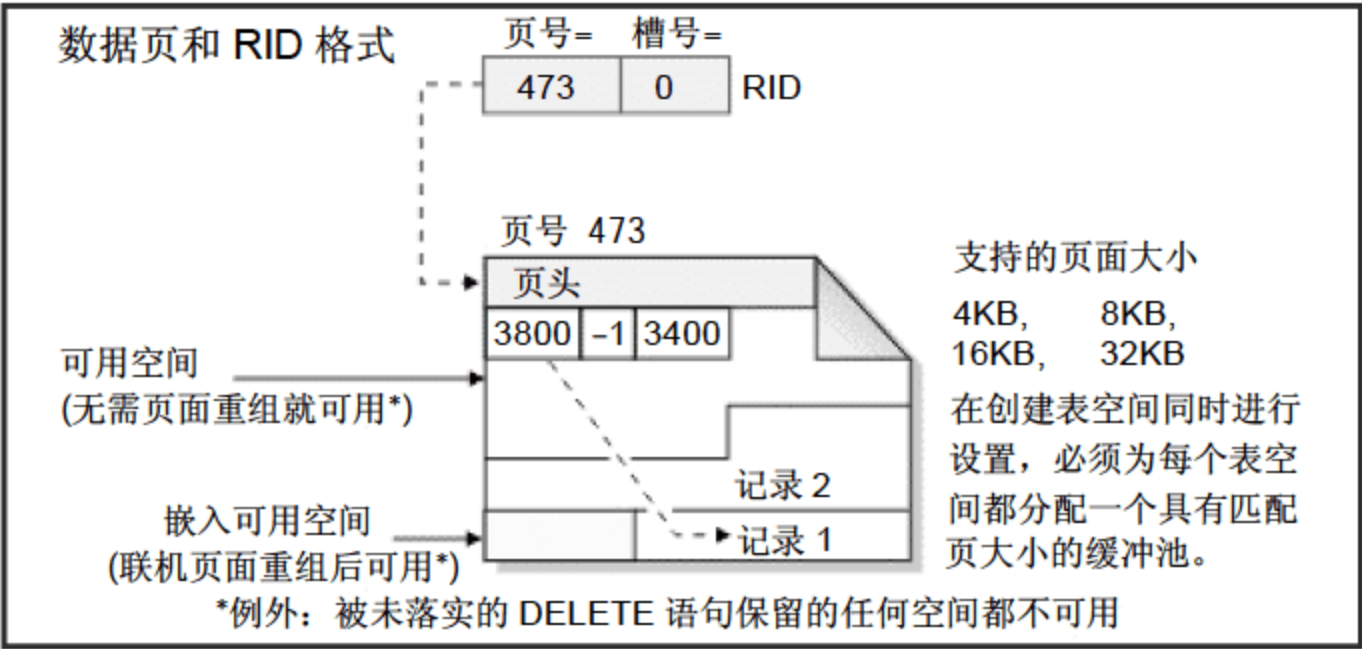 数据页和 RID 格式
页号= 槽号=
473 0 RID
页号 473
页头
3800 -1 3400
支持的页面大小
4KB, 8KB,
16KB, 32KB
在创建表空间同时进行
设置，必须为每个表空
间都分配一个具有匹配
页大小的缓冲池。
可用空间
(无需页面重组就可用*)
记录 2
嵌入可用空间
(联机页面重组后可用*)
记录 1
*例外：被未落实的 DELETE 语句保留的任何空间都不可用